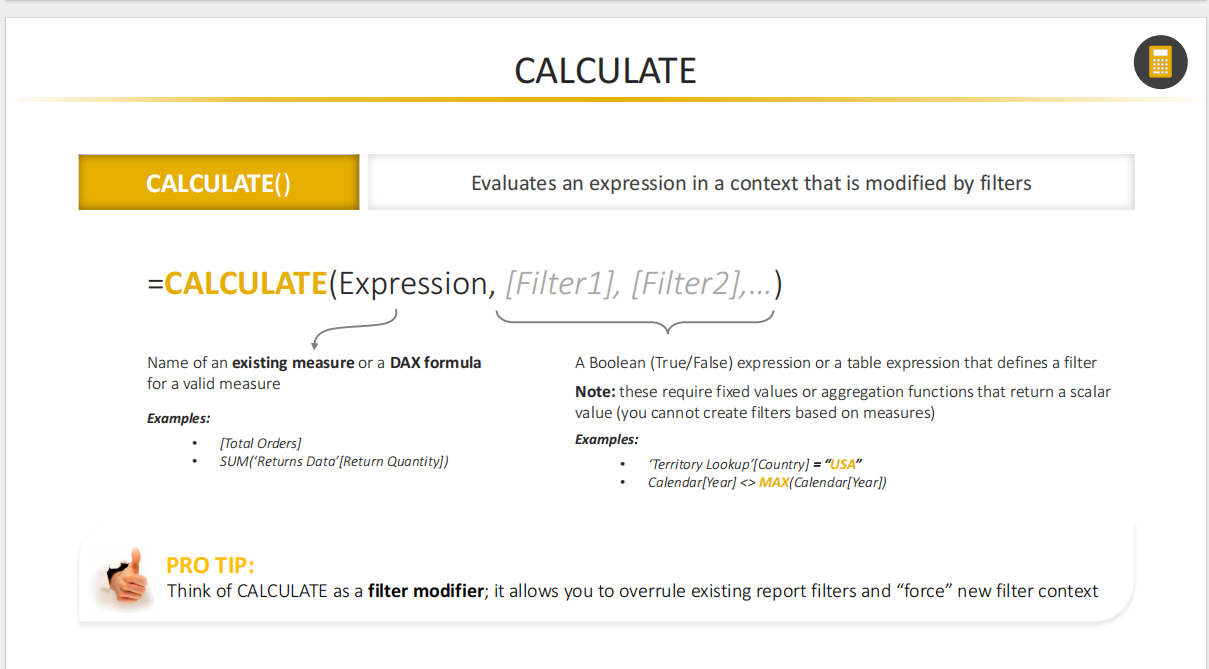 CALCULATE
CALCULATE()
Evaluates an expression in a context that is modified by filters
=CALCULATE(Expression, [Filter1], [Filter2],…)
Name of an existing measure or a DAX formula
for a valid measure
Examples:
• [Total Orders]
• SUM(‘Returns Data’[Return Quantity])
A Boolean (True/False) expression or a table expression that defines a filter
Note: these require fixed values or aggregation functions that return a scalar
value (you cannot create filters based on measures)
Examples:
• ‘Territory Lookup’[Country] = “USA”
• Calendar[Year] <> MAX(Calendar[Year])
PRO TIP:
Think of CALCULATE as a filter modifier; it allows you to overrule existing report filters and “force” new filter context